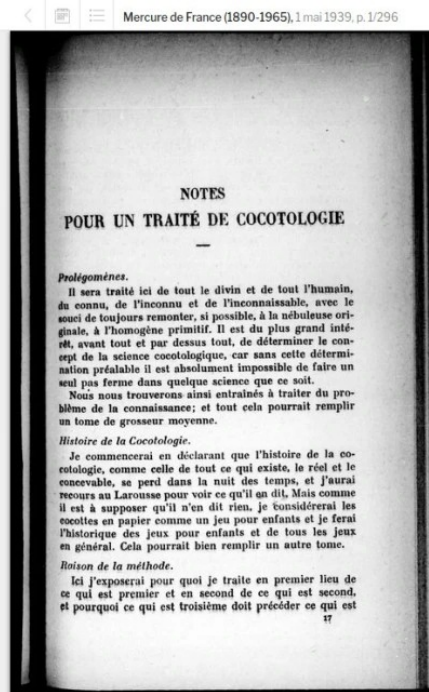 Mercure de France (1890-1965), 1 mai 1939, p. 1/296
NOTES
POUR UN TRAITÉ DE COCOTOLOGIE
Prolégomènes.
Il sera traité ici de tout le divin et de tout l'humain,
du connu, de l'inconnu et de l'inconnaissable, avec le
souci de toujours remonter, si possible, à la nébuleuse ori-
ginale, à l'homogène primitif. Il est du plus grand inté-
rêt, avant tout et par dessus tout, de déterminer le con-
cept de la science cocotologique, car sans cette détermi-
nation préalable il est absolument impossible de faire un
seul pas ferme dans quelque science que ce soit.
Nous nous trouverons ainsi entraînés à traiter du pro-
blème de la connaissance; et tout cela pourrait remplir
un tome de grosseur moyenne.
Histoire de la Cocotologie.
Je commencerai en déclarant que l'histoire de la co-
cotologie, comme celle de tout ce qui existe, le réel et le
concevable, se perd dans la nuit des temps, et j'aurai
recours au Larousse pour voir ce qu'il en dit. Mais comme
il est à supposer qu'il n'en dit rien, je considérerai les
cocottes en papier comme un jeu pour enfants et je ferai
l'historique des jeux pour enfants et de tous les jeux
en général. Cela pourrait bien remplir un autre tome.
Raison de la méthode.
Ici j'exposerai pour quoi je traite en premier lieu de
ce qui est premier et en second de ce qui est second,
et pourquoi ce qui est troisième doit précéder ce qui est
17